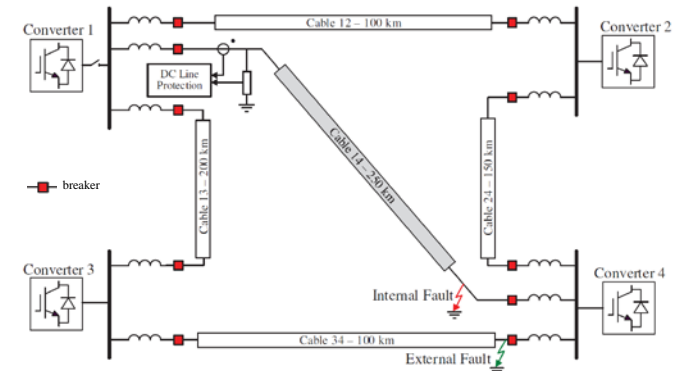 Cable 12 – 100 km
Converter 1
Converter 2
DC Line
Protection
Cable 14 – 250 km
Cable 13 – 200 km
Cable 24 – 150 km
breaker
Converter 3
Converter 4
Internal Fault
Cable 34 – 100 km
External Fault